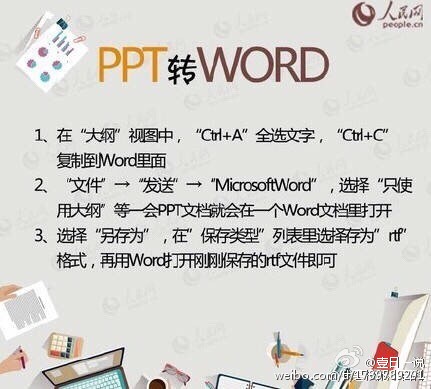 人民网
people.cn
PPT转WORD
1、在“大纲”视图中，“Ctrl+A”全选文字，“Ctrl+C”
复制到Word里面
2、“文件”→“发送”→“MicrosoftWord”，选择“只使
用大纲”等一会PPT文档就会在一个Word文档里打开
3、选择“另存为”，在“保存类型”列表里选择存为”rtf”
格式，再用Word打开刚刚保存的rtf文件即可
@壹日一说